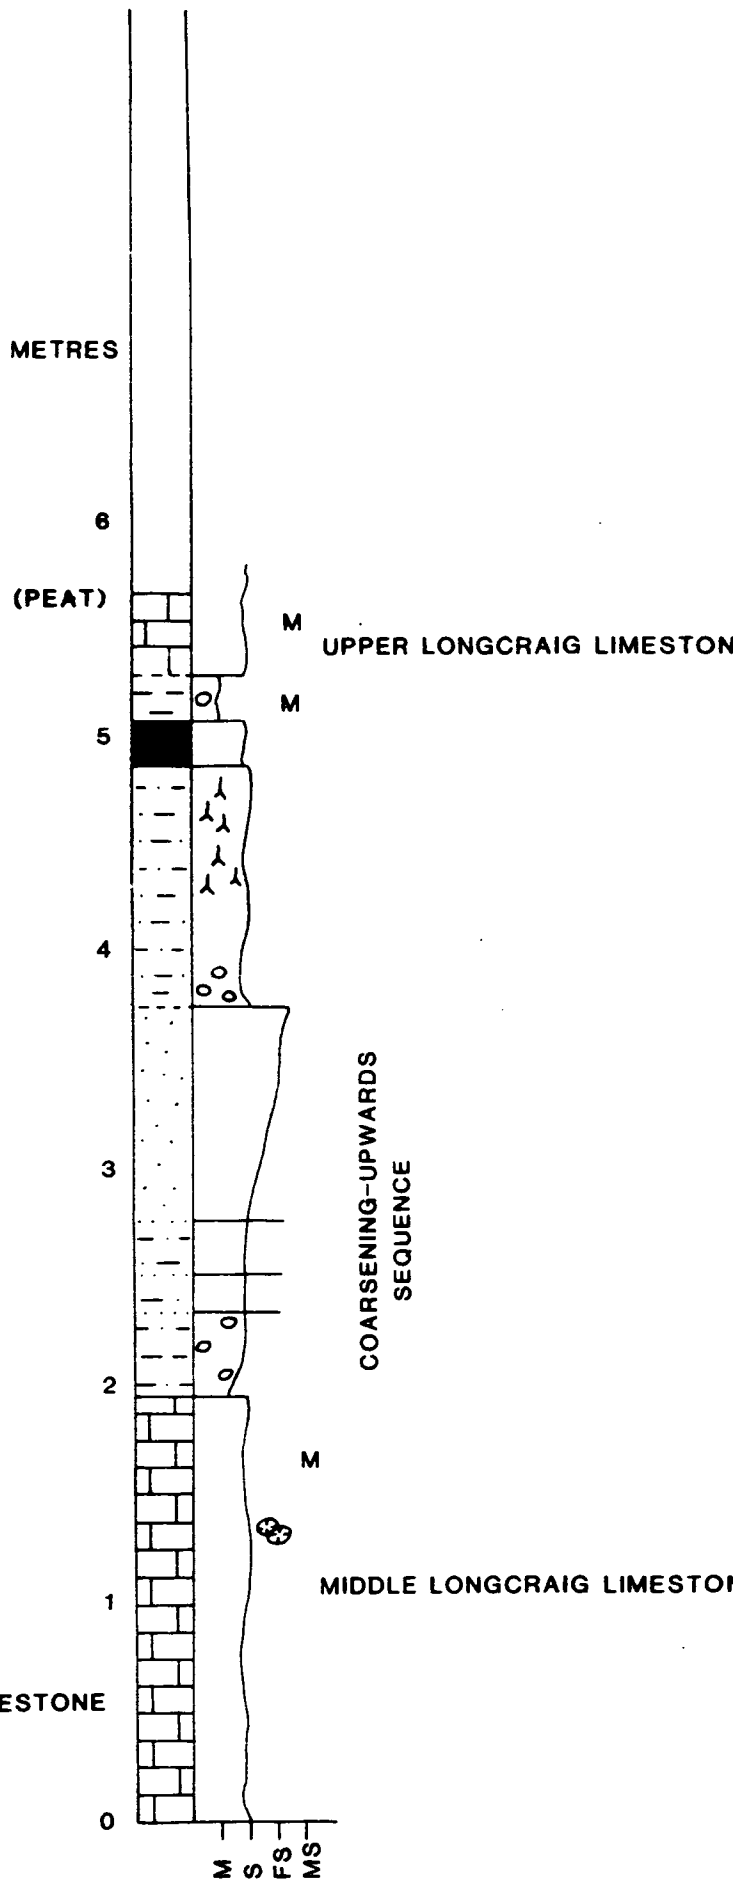 METRES
6
(PEAT)
M
UPPER LONGCRAIG LIMESTON
M
5
4
COARSENING-UPWARDS
SEQUENCE
3
2
M
1
MIDDLE LONGCRAIG LIMESTON
ESTONE
0
M S FS MS